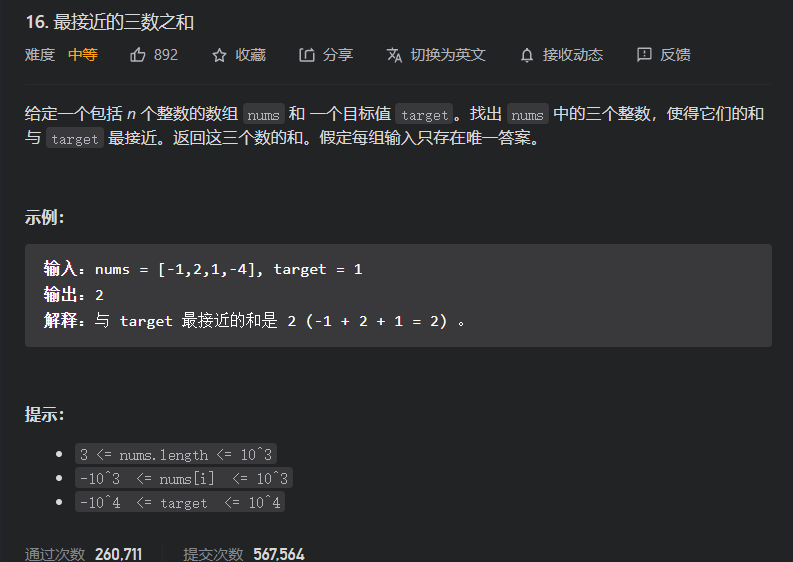 16. 最接近的三数之和
难度 中等 892 收藏 分享 切换为英文 接收动态 反馈
给定一个包括 n 个整数的数组 nums 和 一个目标值 target。找出 nums 中的三个整数，使得它们的和
与 target 最接近。返回这三个数的和。假定每组输入只存在唯一答案。
示例：
输入：nums = [-1,2,1,-4], target = 1
输出：2
解释：与 target 最接近的和是 2 (-1 + 2 + 1 = 2) 。
提示：
3 <= nums.length <= 10^3
-10^3 <= nums[i] <= 10^3
-10^4 <= target <= 10^4
通过次数 260,711 提交次数 567,564